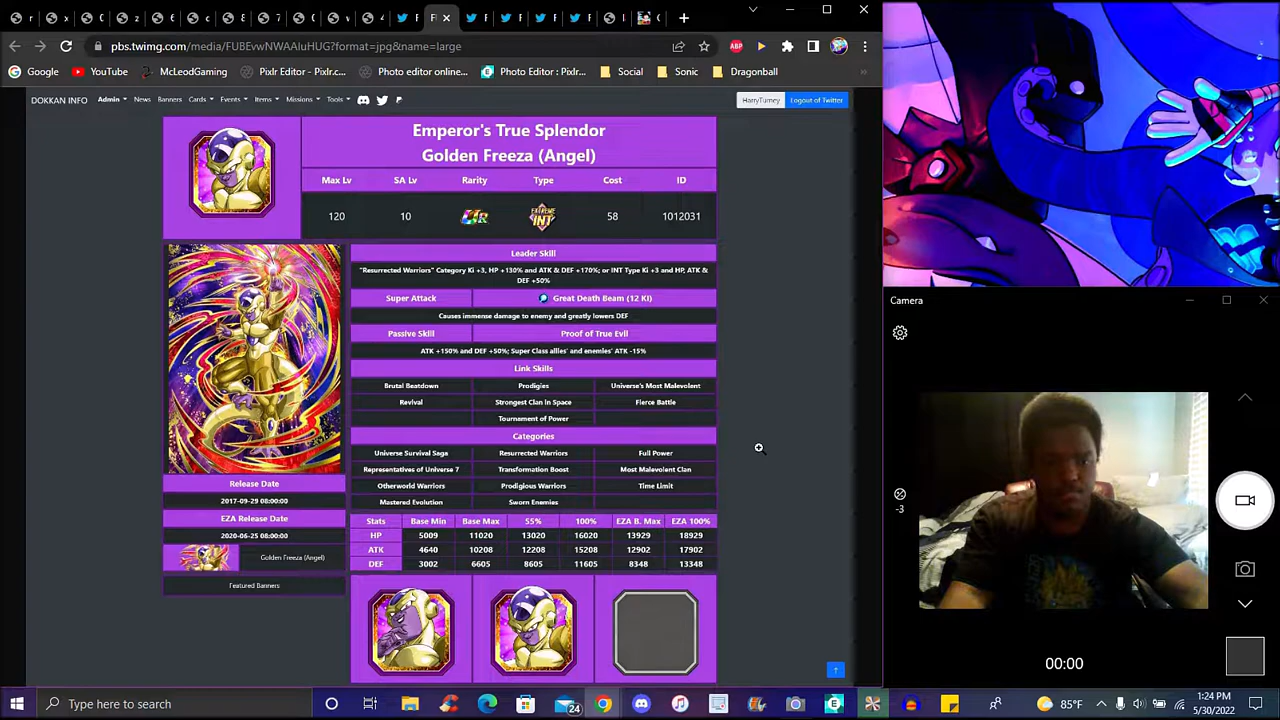 pbs.twimg.com/media/FUBEvwNWAAIuHUG?format=jpg&name=large
ABP
Google
YouTube
McLeodGaming
Pixlr Editor - Pixlr.c...
Photo editor online...
Photo Editor : Pixlr...
Social
Sonic
Dragonball
DOKKAN INFO
Admin
News
Banners
Cards
Events
Items
Missions
Tools
HarryTurney
Logout of Twitter
Emperor's True Splendor
Golden Freeza (Angel)
Max Lv SA Lv Rarity Type Cost ID
120 10 LR EXTREME INT 58 1012031
Leader Skill
"Resurrected Warriors" Category Ki +3, HP +130% and ATK & DEF +170%; or INT Type Ki +3 and HP, ATK &
DEF +50%
Super Attack Great Death Beam (12 Ki)
Causes immense damage to enemy and greatly lowers DEF
Passive Skill Proof of True Evil
ATK +150% and DEF +50%; Super Class allies' and enemies' ATK -15%
Link Skills
Brutal Beatdown Prodigies Universe's Most Malevolent
Revival Strongest Clan in Space Fierce Battle
Tournament of Power
Categories
Universe Survival Saga Resurrected Warriors Full Power
Representatives of Universe 7 Transformation Boost Most Malevolent Clan
Otherworld Warriors Prodigious Warriors Time Limit
Mastered Evolution Sworn Enemies
Release Date
2017-09-29 08:00:00
EZA Release Date
2020-06-25 08:00:00
Golden Freeza (Angel)
Featured Banners
Stats Base Min Base Max 55% 100% EZA B. Max EZA 100%
HP 5009 11020 13020 16020 13929 18929
ATK 4640 10208 12208 15208 12902 17902
DEF 3002 6605 8605 11605 8348 13348
Camera
-3
00:00
Type here to search
24
85°F
1:24 PM
5/30/2022